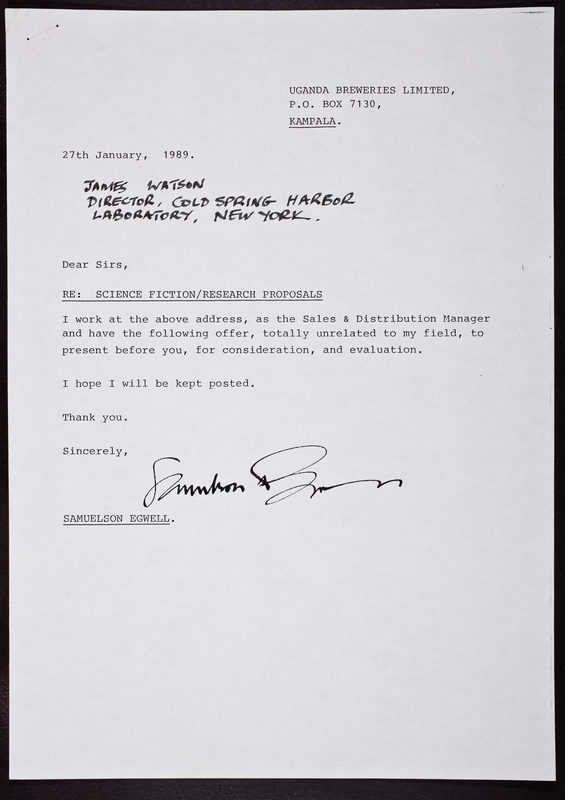 UGANDA BREWERIES LIMITED,
P.O. BOX 7130,
KAMPALA.
27th January, 1989.
JAMES WATSON
DIRECTOR, COLD SPRING HARBOR
LABORATORY, NEW YORK.
Dear Sirs,
RE: SCIENCE FICTION/RESEARCH PROPOSALS
I work at the above address, as the Sales & Distribution Manager
and have the following offer, totally unrelated to my field, to
present before you, for consideration, and evaluation.
I hope I will be kept posted.
Thank you.
Sincerely,
Samuelson
SAMUELSON EGWELL.